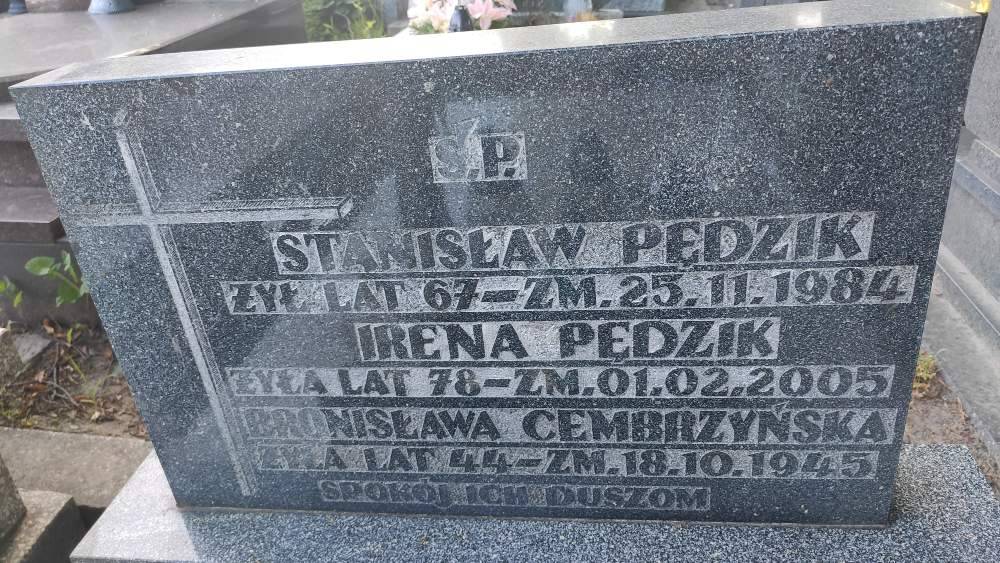 Ś.P.
STANISŁAW PĘDZIK
ŻYŁ LAT 67-ZM.25.11.1984
IRENA PĘDZIK
ŻYŁA LAT 78-ZM.01.02.2005
BRONISŁAWA CEMBRZYŃSKA
ŻYŁA LAT 44-ZM.18.10.1945
SPOKÓJ ICH DUSZOM